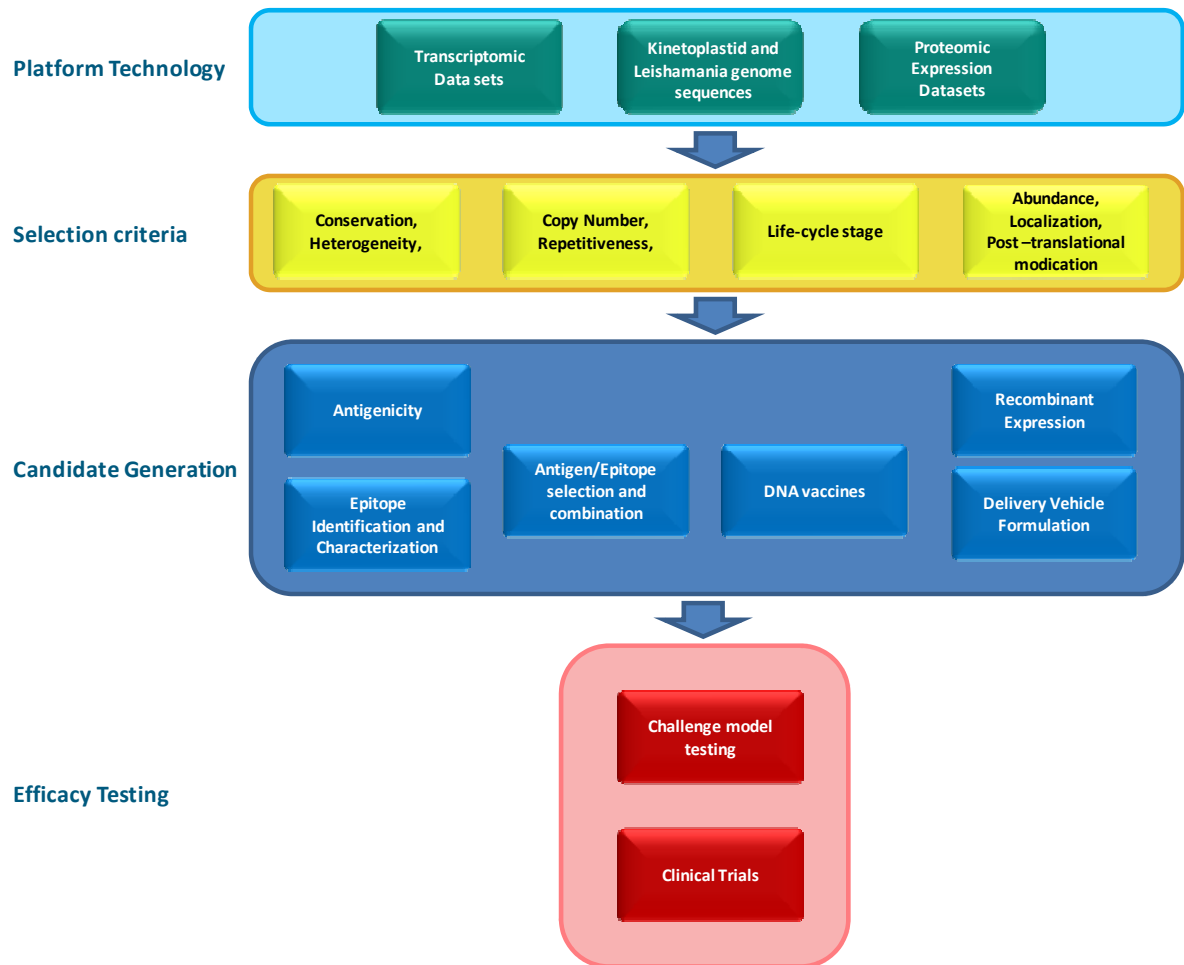 Platform Technology
Transcriptomic
Data sets
Kinetoplastid and
Leishamania genome
sequences
Proteomic
Expression
Datasets
Selection criteria
Conservation,
Heterogeneity,
Copy Number,
Repetitiveness,
Life-cycle stage
Abundance,
Localization,
Post –translational
modication
Candidate Generation
Antigenicity
Epitope
Identification and
Characterization
Antigen/Epitope
selection and
combination
DNA vaccines
Recombinant
Expression
Delivery Vehicle
Formulation
Efficacy Testing
Challenge model
testing
Clinical Trials